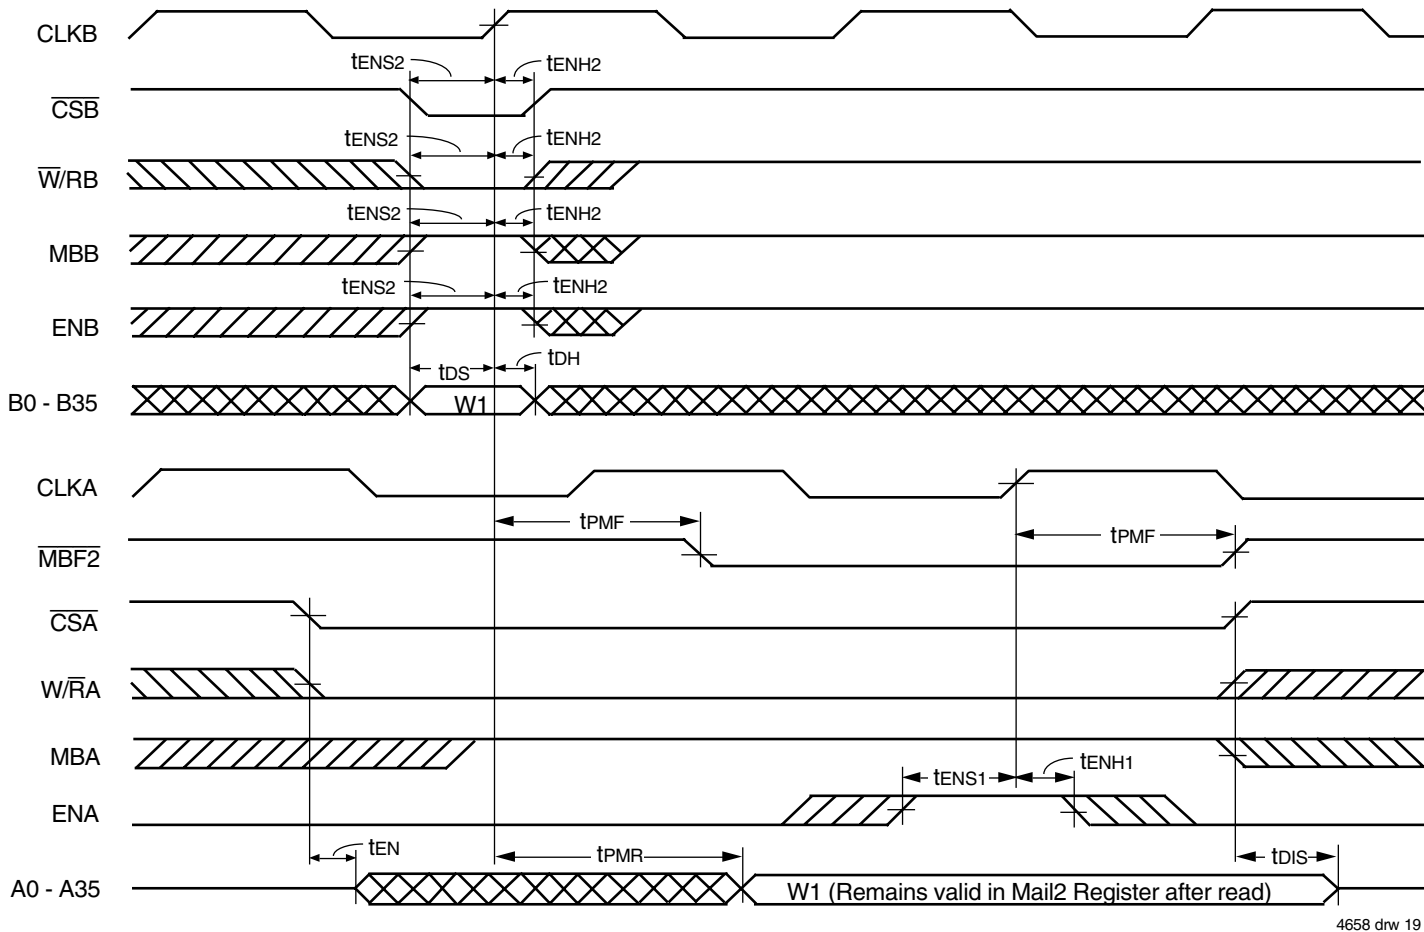 CLKB
tENS2 tENH2
CSB
tENS2 tENH2
W/RB
tENS2 tENH2
MBB
tENS2 tENH2
ENB
tDS tDH
B0 - B35 W1
CLKA
tPMF tPMF
MBF2
CSA
W/RA
MBA
tENS1 tENH1
ENA
tEN tPMR tDIS
A0 - A35 W1 (Remains valid in Mail2 Register after read)
4658 drw 19